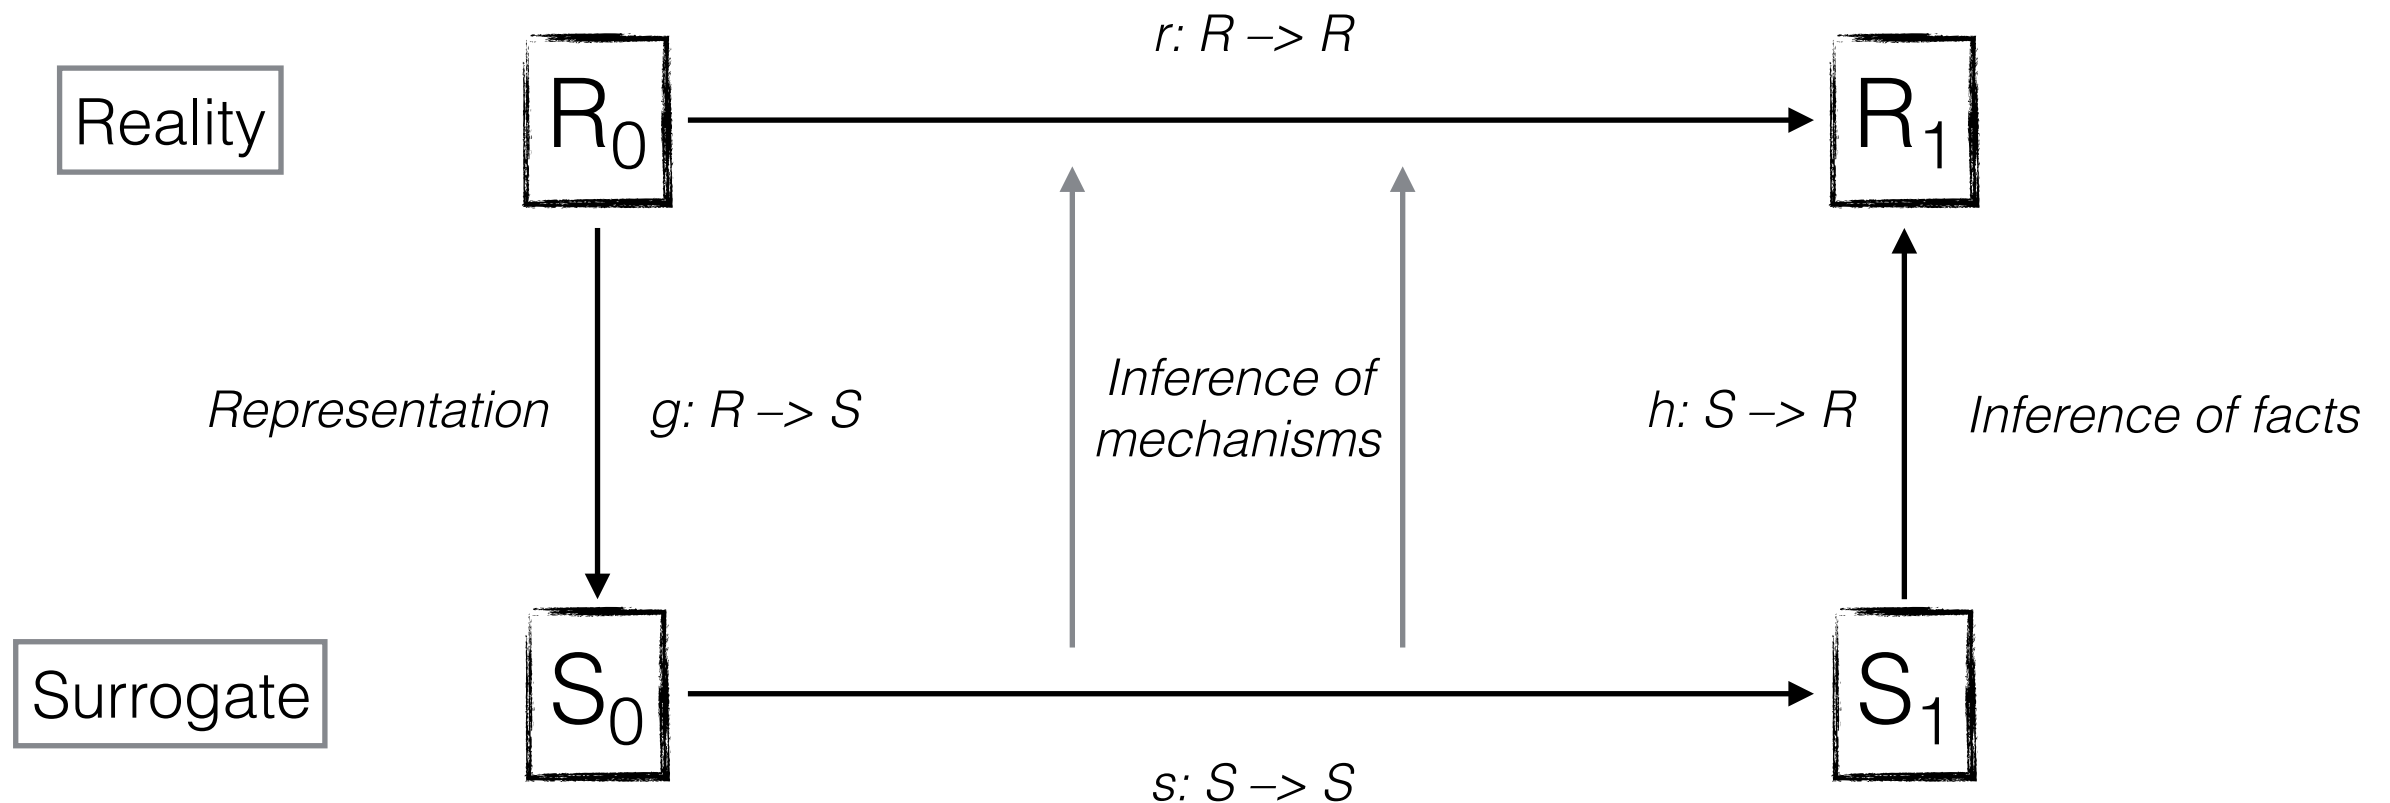 r: R –> R
Reality
R0
R1
Inference of
mechanisms
Representation
g: R –> S
h: S –> R
Inference of facts
Surrogate
S0
S1
s: S –> S